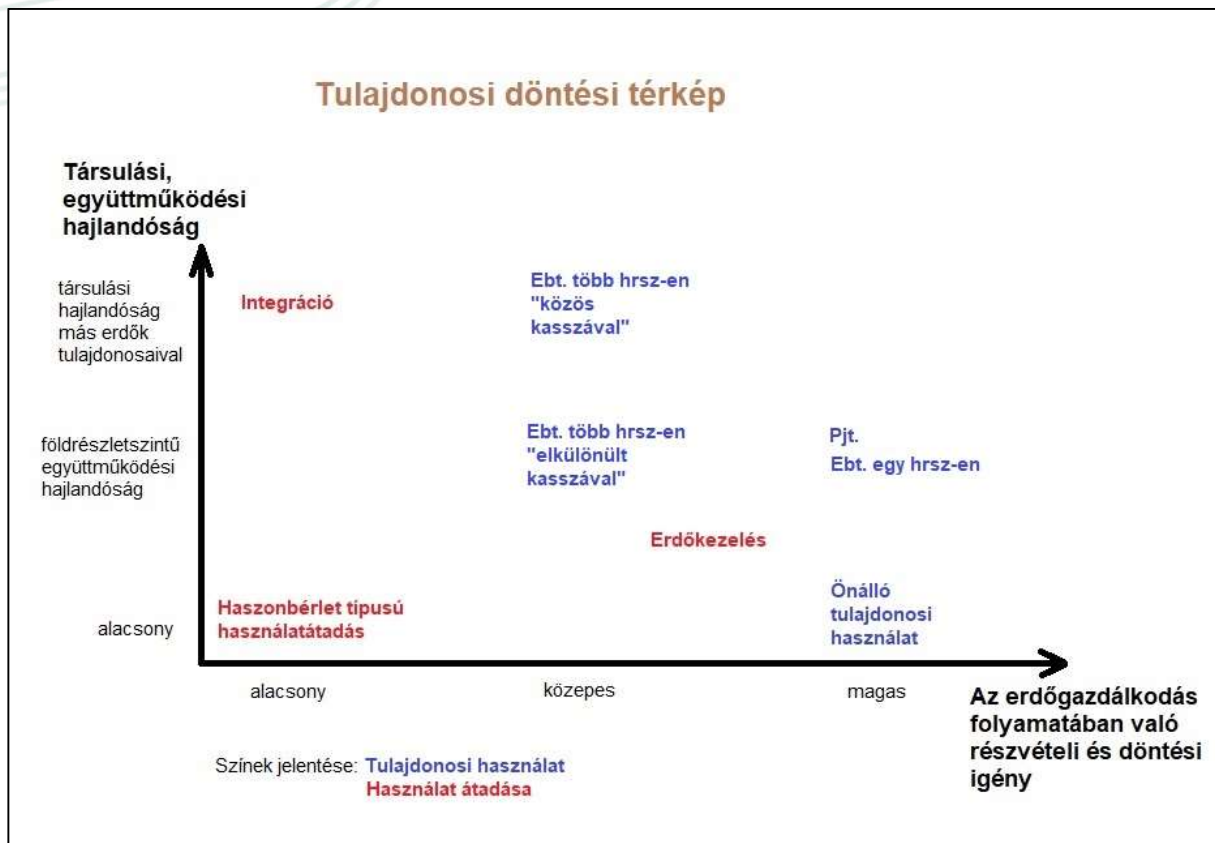 Tulajdonosi döntési térkép
Társulási,
együttműködési
hajlandóság
társulási
hajlandóság
más erdők
tulajdonosaival
Integráció
Ebt. több hrsz-en
"közös
kasszával"
földrészletszintű
együttműködési
hajlandóság
Ebt. több hrsz-en
"elkülönült
kasszával"
Pjt.
Ebt. egy hrsz-en
Erdőkezelés
alacsony
Haszonbérlet típusú
használatátadás
Önálló
tulajdonosi
használat
alacsony
közepes
magas
Az erdőgazdálkodás
folyamatában való
részvételi és döntési
igény
Színek jelentése: Tulajdonosi használat
Használat átadása